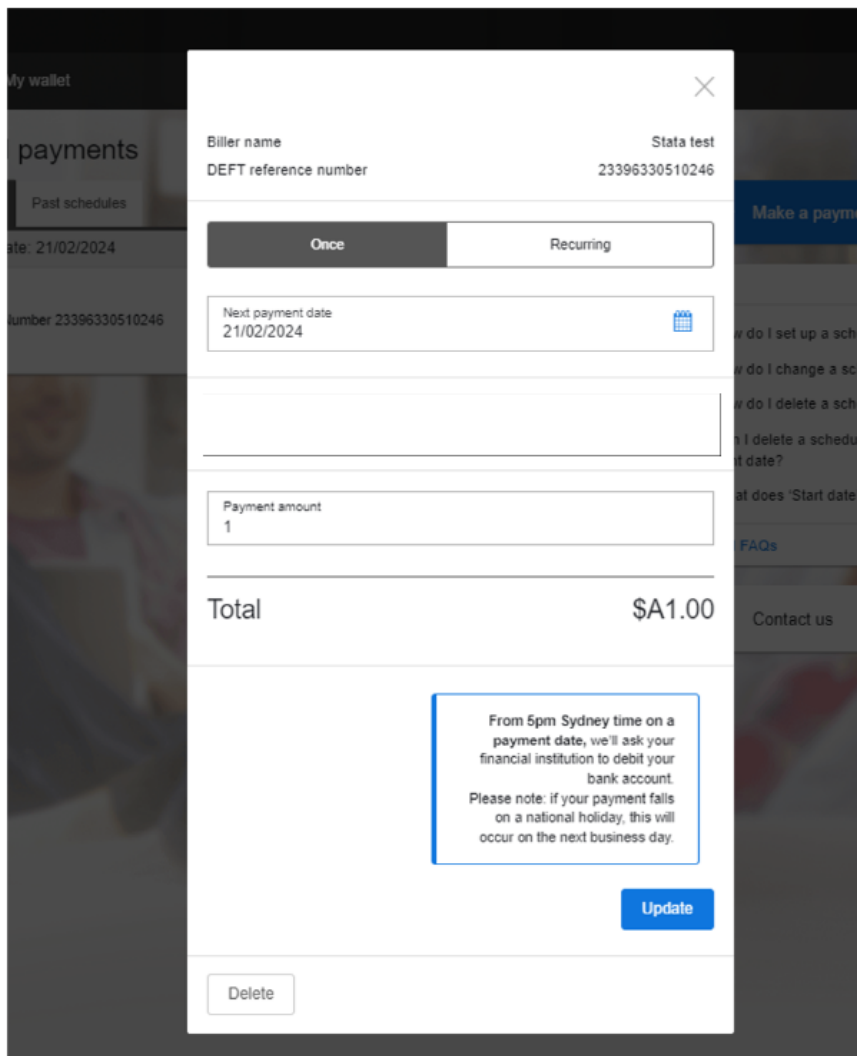 My wallet
payments
Past schedules
Make a payme
ate: 21/02/2024
Number 23396330510246
Biller name Stata test
DEFT reference number 23396330510246
Once Recurring
Next payment date
21/02/2024
Payment amount
1
Total $A1.00
From 5pm Sydney time on a
payment date, we'll ask your
financial institution to debit your
bank account.
Please note: if your payment falls
on a national holiday, this will
occur on the next business day.
Update
Delete
w do I set up a sch
w do I change a sc
w do I delete a sch
n I delete a schedu
nt date?
at does 'Start date
FAQs
Contact us